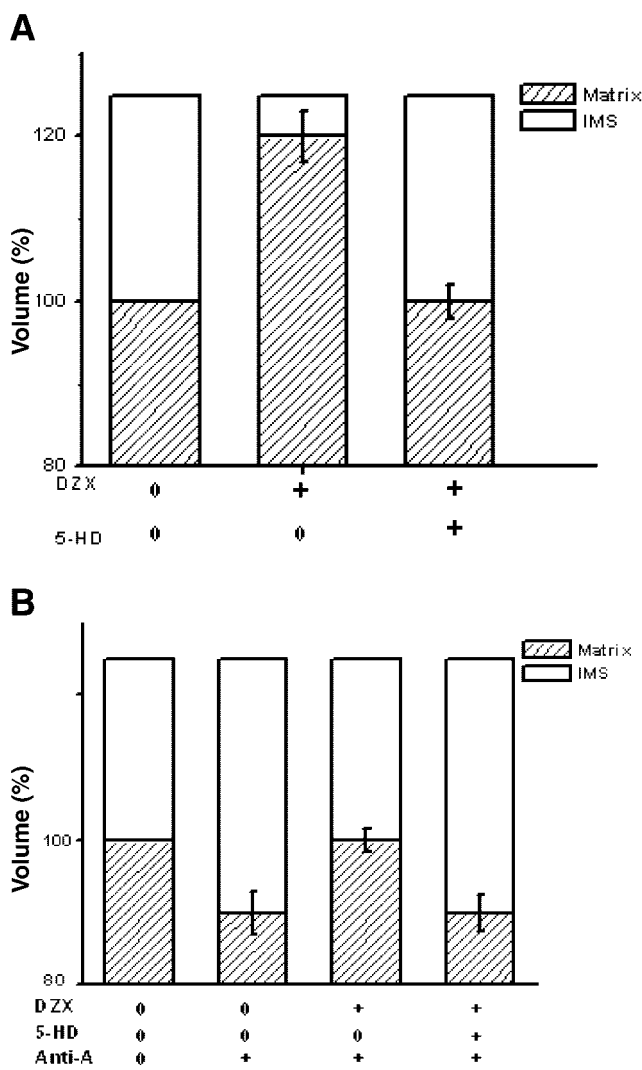 A
Matrix
IMS
120
100
80
Volume (%)
DZX 0 + +
5-HD 0 0 +
B
Matrix
IMS
100
80
Volume (%)
DZX 0 0 + +
5-HD 0 0 0 +
Anti-A 0 + + +